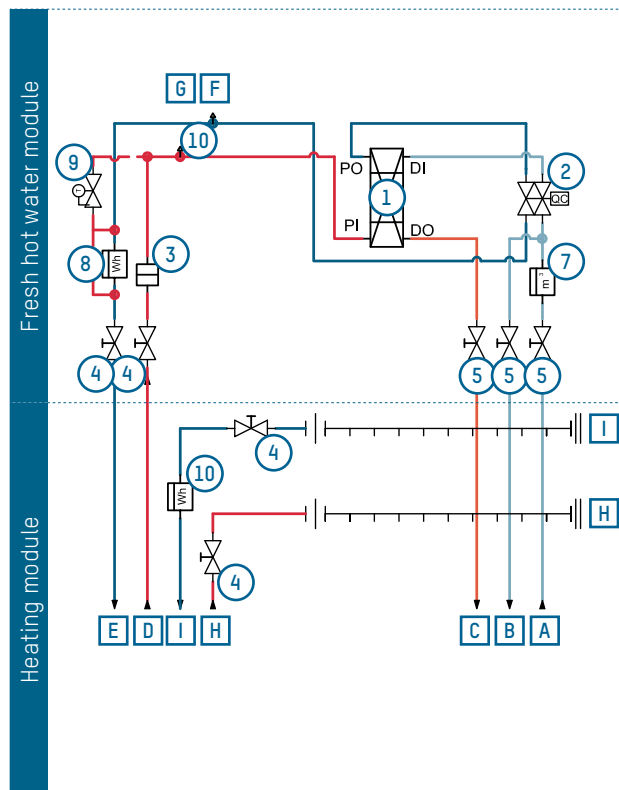 Fresh hot water module
G F
10
9
PO DI
2
1
QC
T
PI DO
3
8
Wh
7
m³
4 4
5 5 5
I
4
10
Wh
H
4
E D I H C B A
Heating module